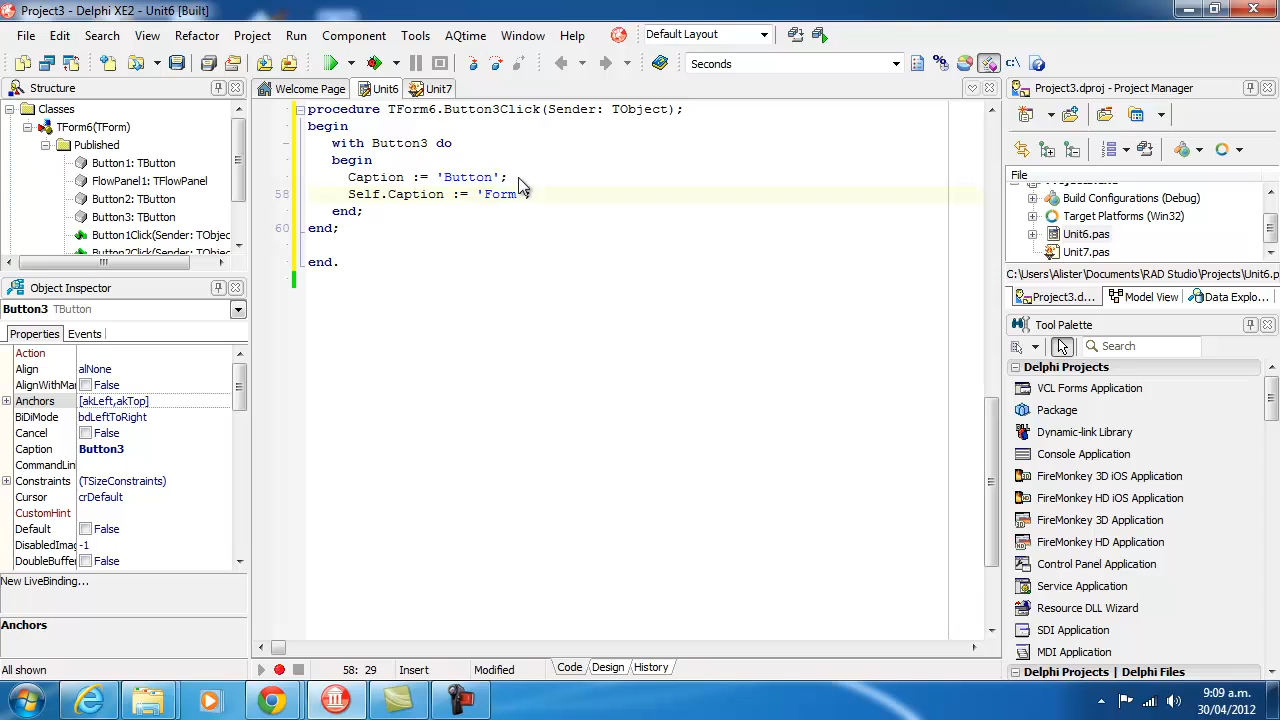 Project3 - Delphi XE2 - Unit6 [Built]
File Edit Search View Refactor Project Run Component Tools AQtime Window Help
Default Layout
Seconds
Structure
Classes
TForm6(TForm)
Published
Button1: TButton
FlowPanel1: TFlowPanel
Button2: TButton
Button3: TButton
Button1Click(Sender: TObjec
Button2Click(Sender: TObjec
Object Inspector
Button3 TButton
Properties Events
Action
Align alNone
AlignWithMa False
Anchors [akLeft,akTop]
BiDiMode bdLeftToRight
Cancel False
Caption Button3
CommandLin
Constraints (TSizeConstraints)
Cursor crDefault
CustomHint
Default False
DisabledImag -1
DoubleBuffe False
New LiveBinding...
Anchors
All shown
Welcome Page Unit6 Unit7
procedure TForm6.Button3Click(Sender: TObject);
begin
with Button3 do
begin
Caption := 'Button';
58 Self.Caption := 'Form';
end;
60 end;
end.
58: 29 Insert Modified Code Design History
Project3.dproj - Project Manager
File
Build Configurations (Debug)
Target Platforms (Win32)
Unit6.pas
Unit7.pas
C:\Users\Alister\Documents\RAD Studio\Projects\Unit6.
Project3.d... Model View Data Explo...
Tool Palette
Search
Delphi Projects
VCL Forms Application
Package
Dynamic-link Library
Console Application
FireMonkey 3D iOS Application
FireMonkey HD iOS Application
FireMonkey 3D Application
FireMonkey HD Application
Control Panel Application
Service Application
Resource DLL Wizard
SDI Application
MDI Application
Delphi Projects | Delphi Files
9:09 a.m.
30/04/2012